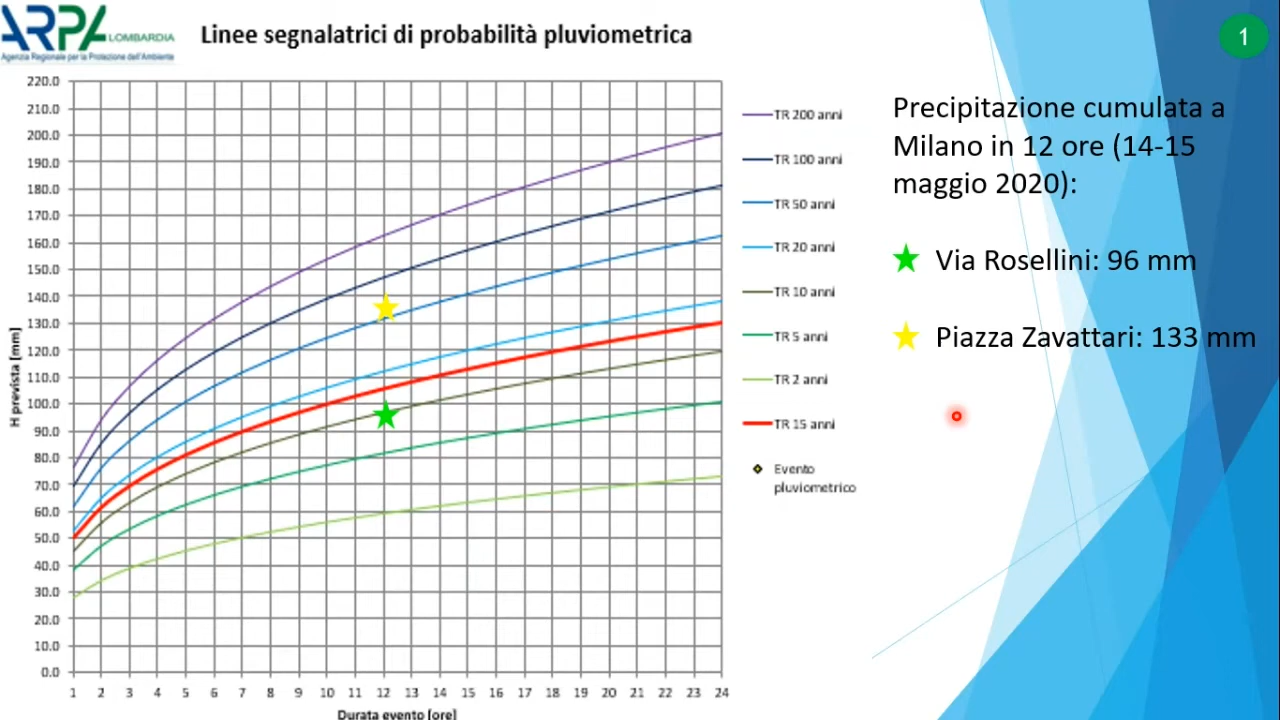 ARPA LOMBARDIA
Agenzia Regionale per la Protezione dell'Ambiente
Linee segnalatrici di probabilità pluviometrica
1
220.0
210.0
200.0
190.0
180.0
170.0
160.0
150.0
140.0
130.0
120.0
110.0
100.0
90.0
80.0
70.0
60.0
50.0
40.0
30.0
20.0
10.0
0.0
H prevista [mm]
1 2 3 4 5 6 7 8 9 10 11 12 13 14 15 16 17 18 19 20 21 22 23 24
Durata evento [ore]
TR 200 anni
TR 100 anni
TR 50 anni
TR 20 anni
TR 10 anni
TR 5 anni
TR 2 anni
TR 15 anni
Evento
pluviometrico
Precipitazione cumulata a
Milano in 12 ore (14-15
maggio 2020):
Via Rosellini: 96 mm
Piazza Zavattari: 133 mm